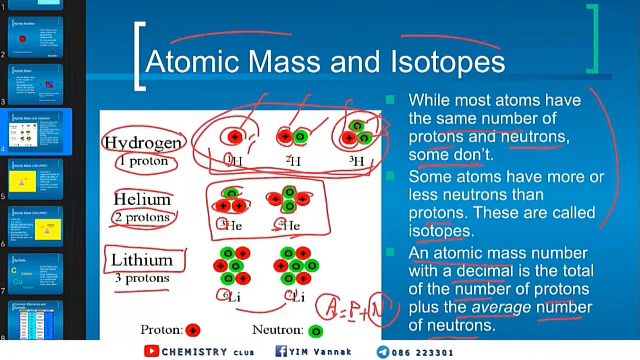 Atomic Mass and Isotopes
Hydrogen
1 proton
1H
2H
3H
Helium
2 protons
3He
4He
Lithium
3 protons
6Li
7Li
Proton:
Neutron:
A = P + N
While most atoms have
the same number of
protons and neutrons,
some don't.
Some atoms have more or
less neutrons than
protons. These are called
isotopes.
An atomic mass number
with a decimal is the total
of the number of protons
plus the average number
of neutrons.
CHEMISTRY CLUB
YIM Vannak
086 223301